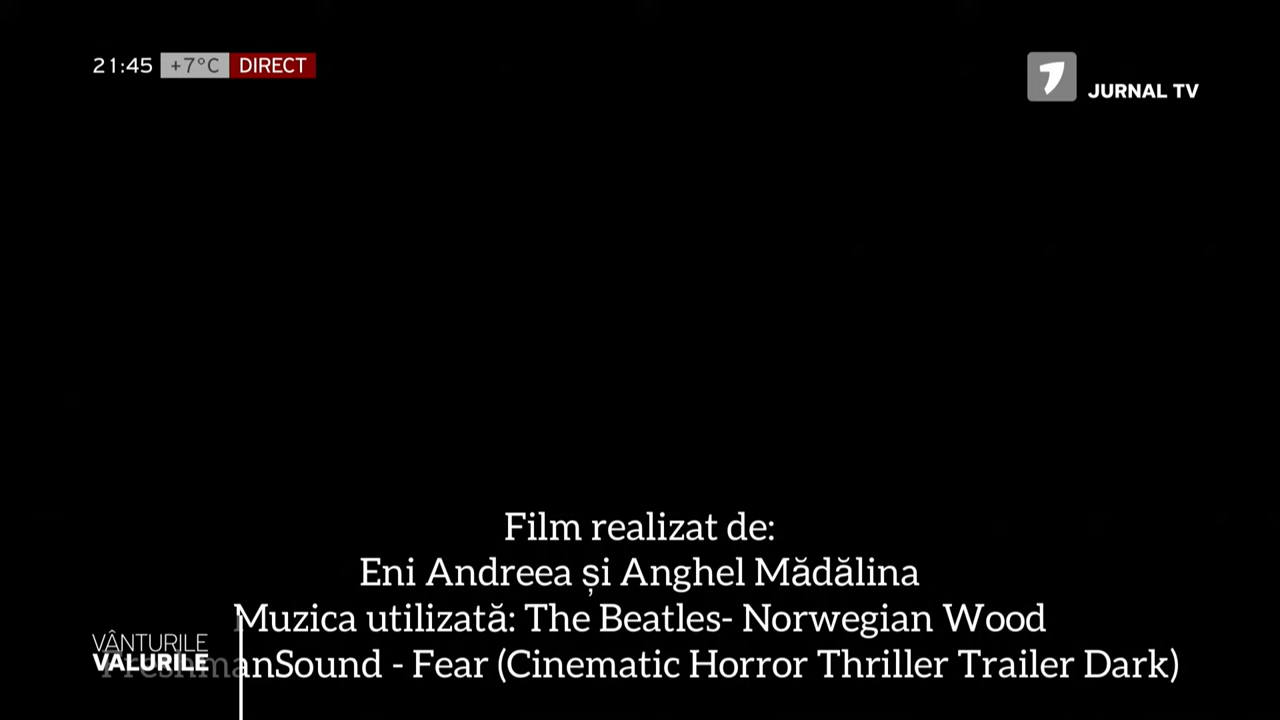 21:45 +7°C DIRECT
JURNAL TV
Film realizat de:
Eni Andreea și Anghel Mădălina
Muzica utilizată: The Beatles- Norwegian Wood
FreshmanSound - Fear (Cinematic Horror Thriller Trailer Dark)
VÂNTURILE
VALURILE